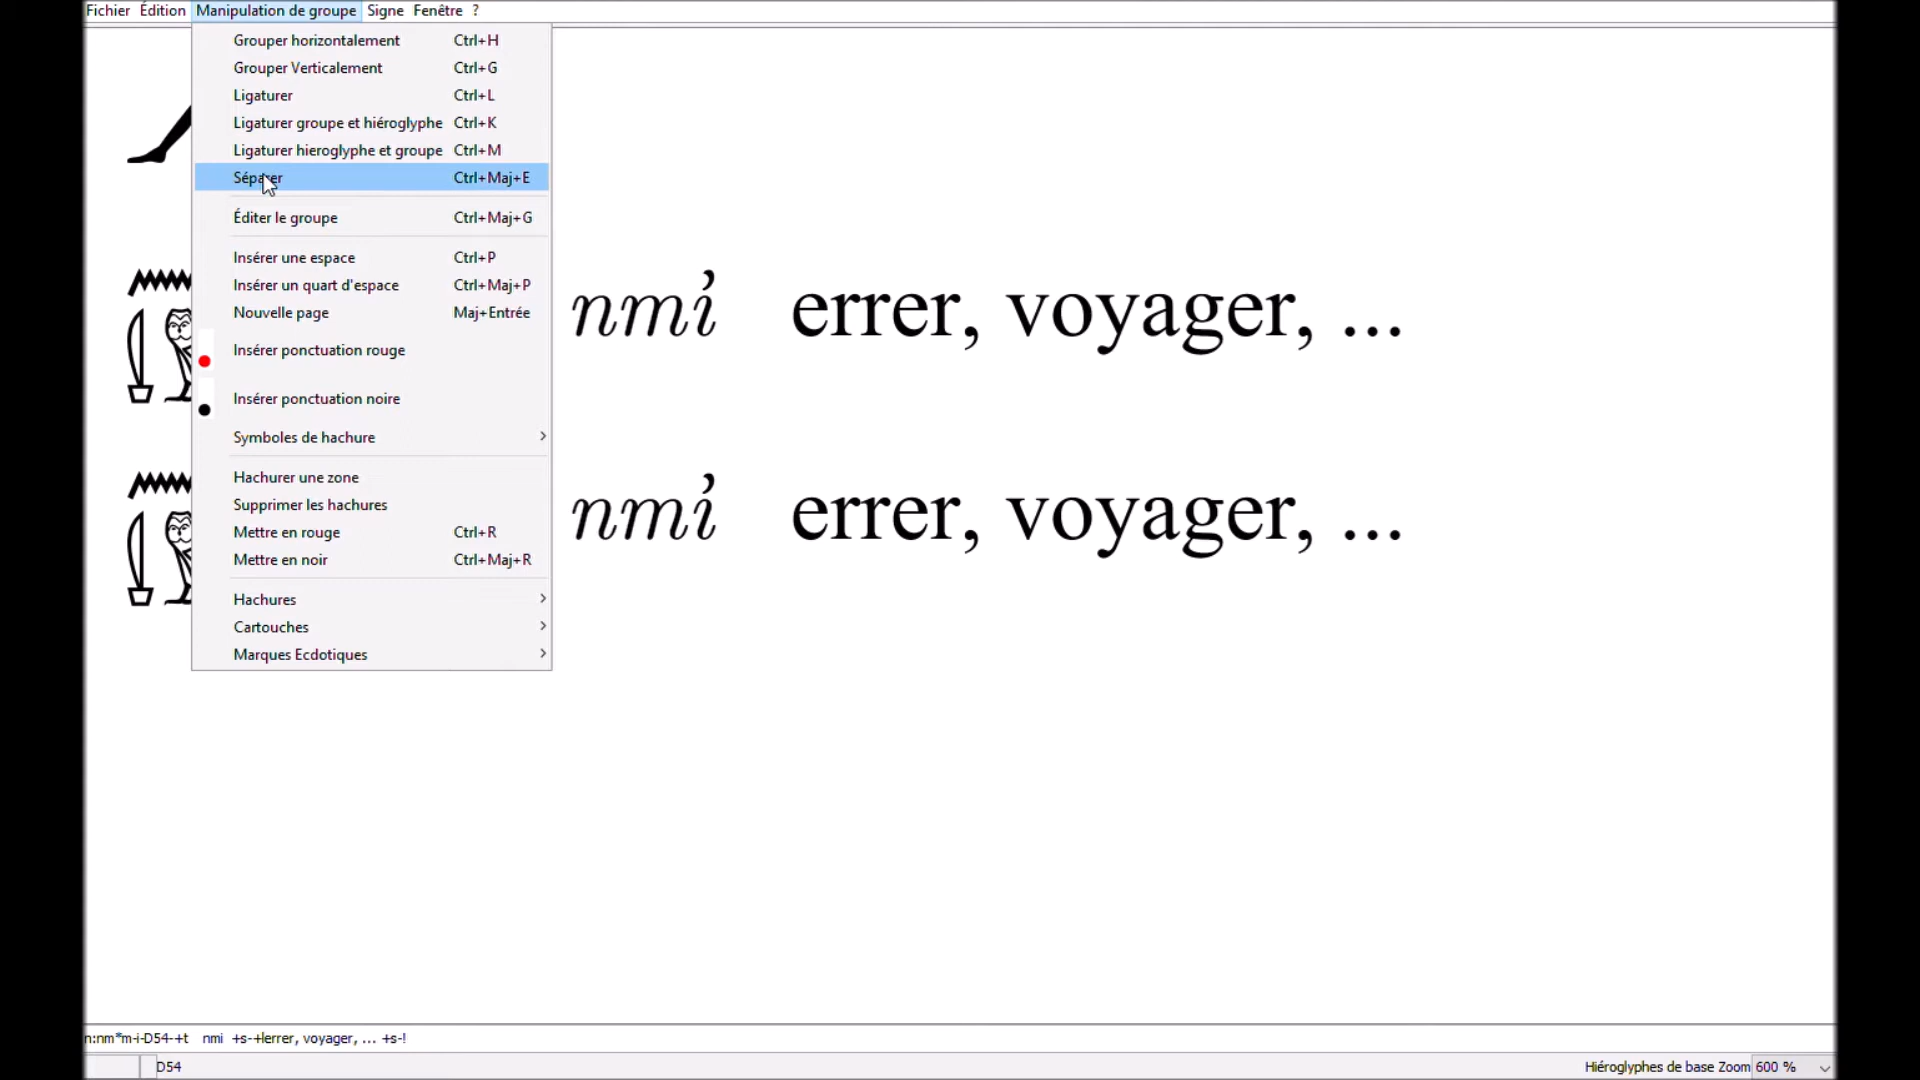 Fichier Édition Manipulation de groupe Signe Fenêtre ?
Grouper horizontalement Ctrl+H
Grouper Verticalement Ctrl+G
Ligaturer Ctrl+L
Ligaturer groupe et hiéroglyphe Ctrl+K
Ligaturer hieroglyphe et groupe Ctrl+M
Séparer Ctrl+Maj+E
Éditer le groupe Ctrl+Maj+G
Insérer une espace Ctrl+P
Insérer un quart d'espace Ctrl+Maj+P
Nouvelle page Maj+Entrée
Insérer ponctuation rouge
Insérer ponctuation noire
Symboles de hachure
Hachurer une zone
Supprimer les hachures
Mettre en rouge Ctrl+R
Mettre en noir Ctrl+Maj+R
Hachures
Cartouches
Marques Ecdotiques
nmỉ errer, voyager, ...
nmỉ errer, voyager, ...
n:nm*m-i-D54-+t nmi +s-+lerrer, voyager, ... +s-!
D54
Hiéroglyphes de base Zoom 600 %